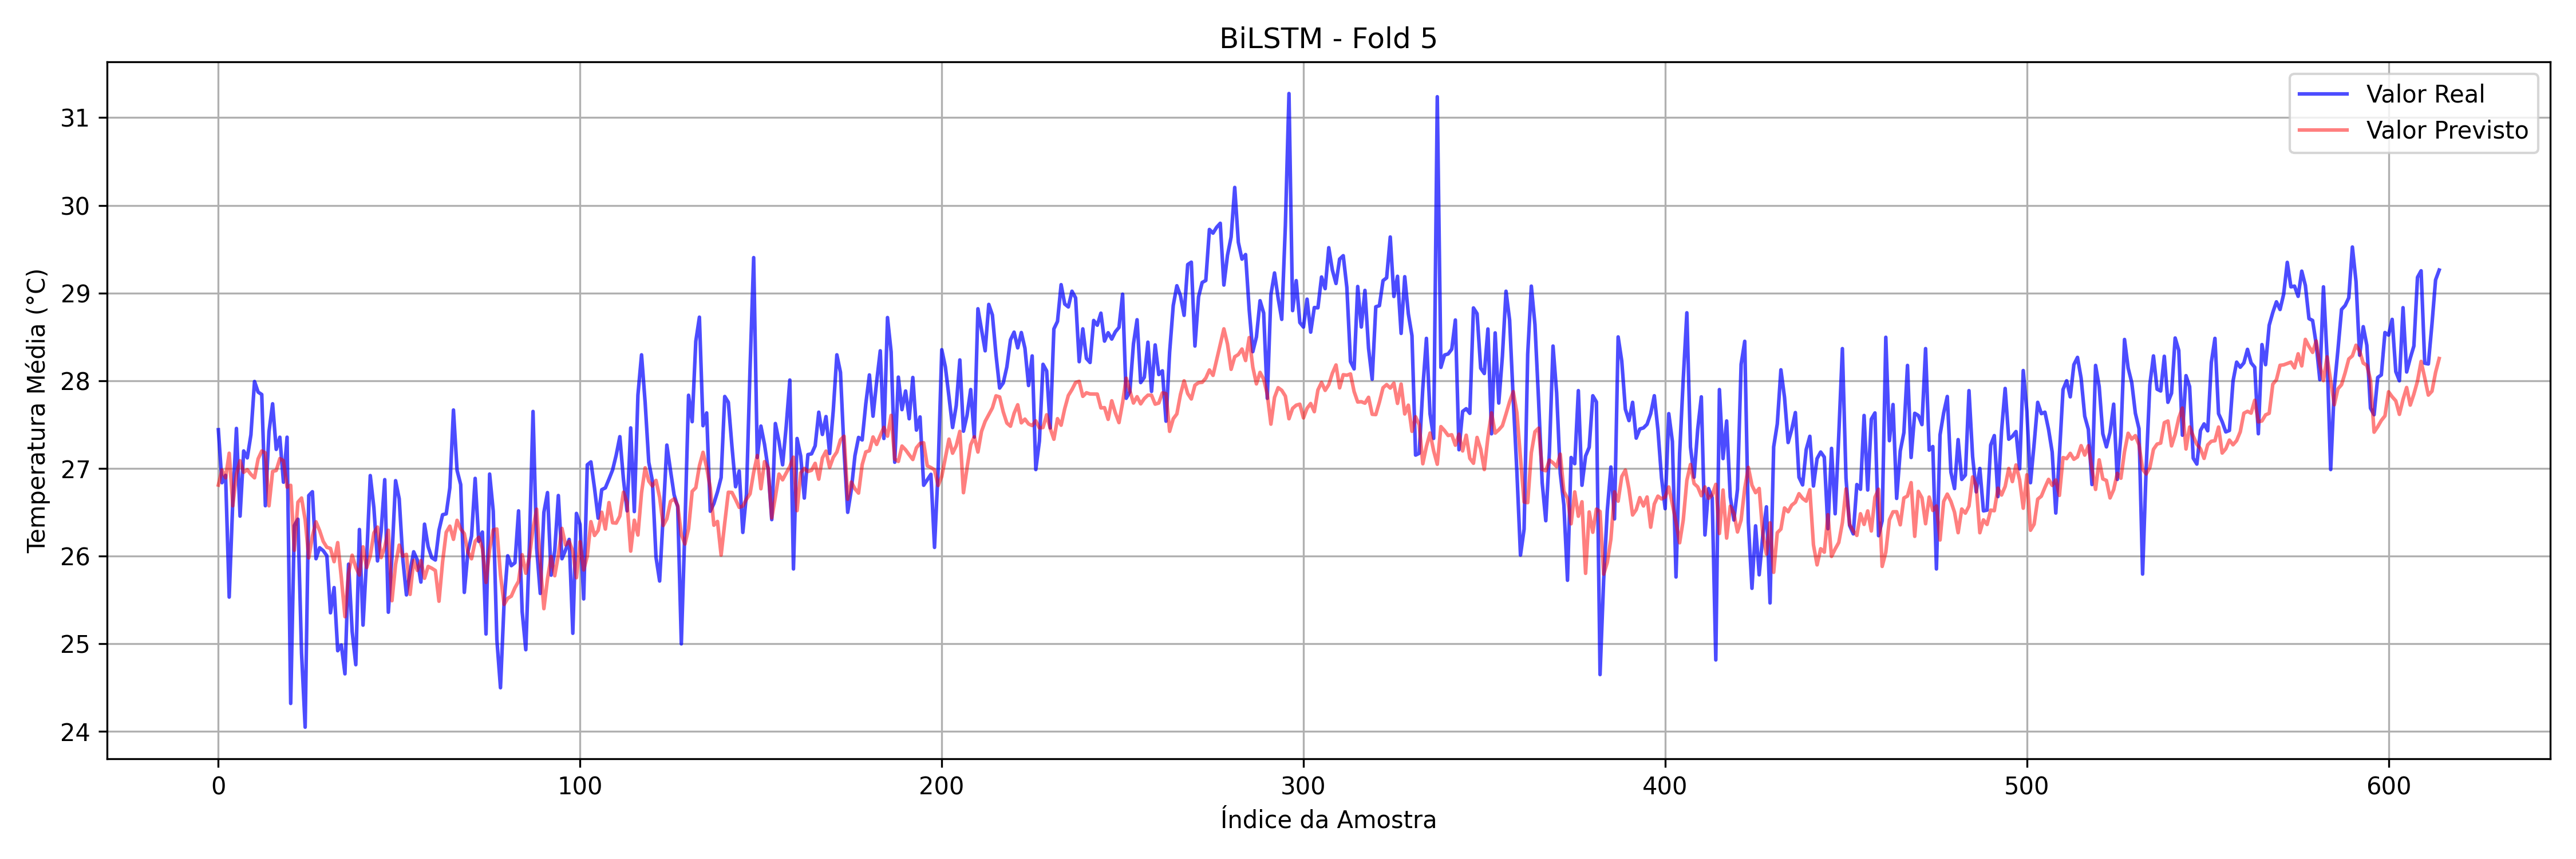 BiLSTM - Fold 5
Valor Real
Valor Previsto
Temperatura Média (°C)
31
30
29
28
27
26
25
24
0 100 200 300 400 500 600
Índice da Amostra